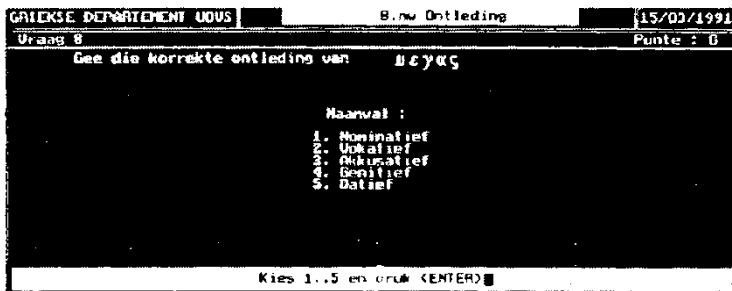 GRIEKSE DEPARTEMENT UOVS B.nw Ontleding 15/03/1991
Vraag 8 Punte : 0
Gee die korrekte ontleding van μεγας
Naamval :
1. Nominatief
2. Vokatief
3. Akkusatief
4. Genitief
5. Datief
Kies 1..5 en druk <ENTER>